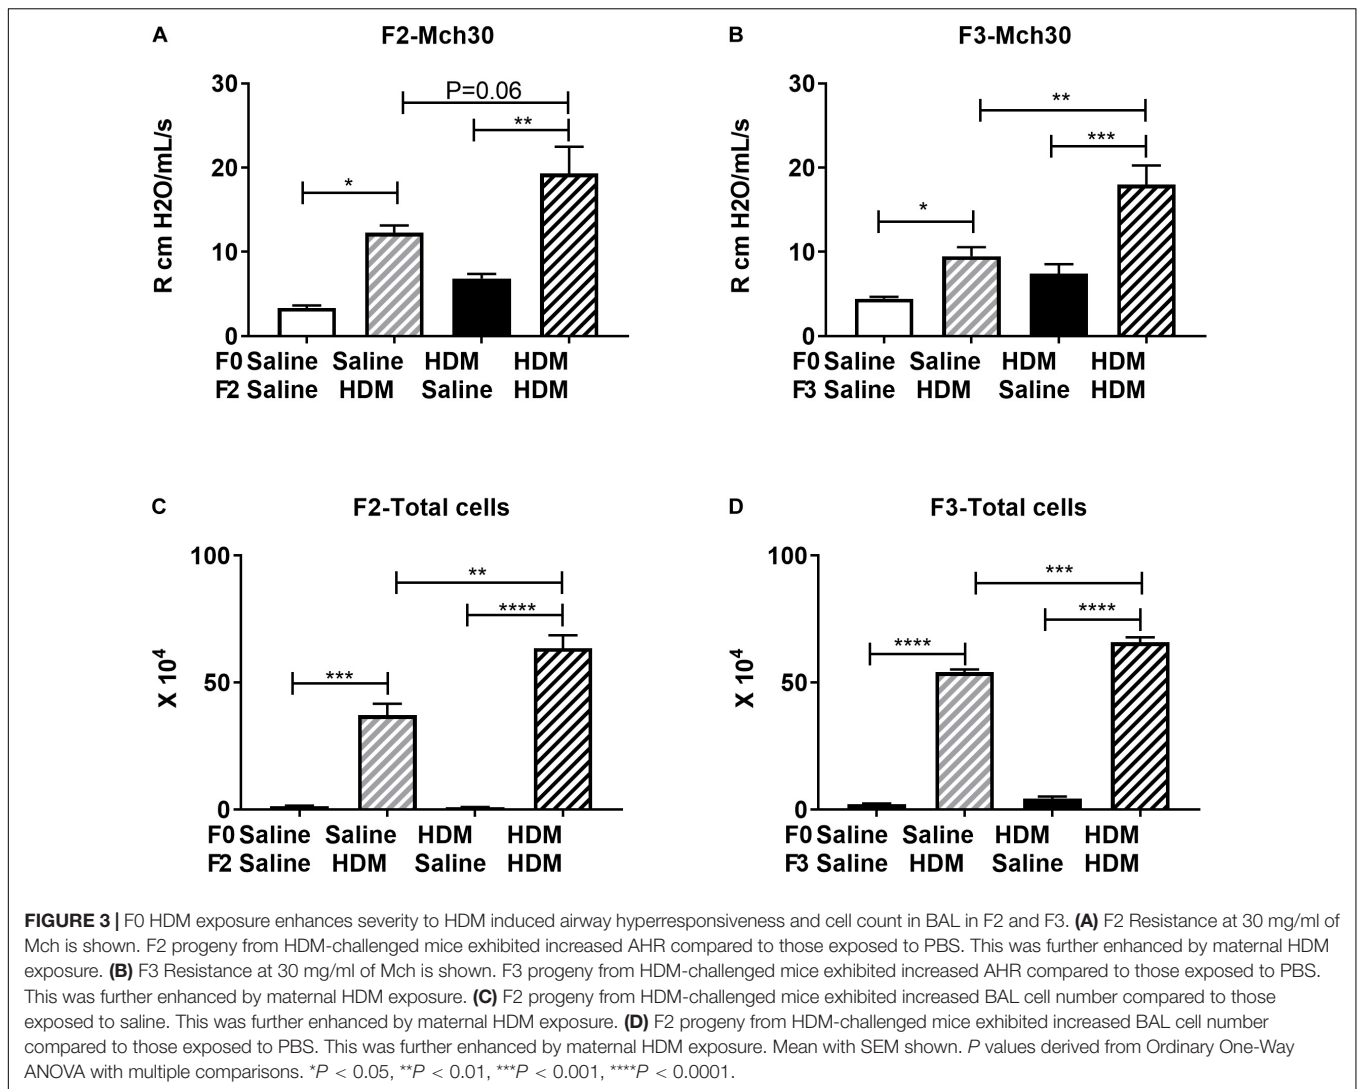 A F2-Mch30
30
20
10
0
R cm H2O/mL/s
P=0.06
**
*
F0 Saline Saline HDM HDM
F2 Saline HDM Saline HDM
B F3-Mch30
30
20
10
0
R cm H2O/mL/s
**
***
*
F0 Saline Saline HDM HDM
F3 Saline HDM Saline HDM
C F2-Total cells
100
50
0
X 10⁴
**
****
***
F0 Saline Saline HDM HDM
F2 Saline HDM Saline HDM
D F3-Total cells
100
50
0
X 10⁴
***
****
****
F0 Saline Saline HDM HDM
F3 Saline HDM Saline HDM
FIGURE 3 | F0 HDM exposure enhances severity to HDM induced airway hyperresponsiveness and cell count in BAL in F2 and F3. (A) F2 Resistance at 30 mg/ml of
Mch is shown. F2 progeny from HDM-challenged mice exhibited increased AHR compared to those exposed to PBS. This was further enhanced by maternal HDM
exposure. (B) F3 Resistance at 30 mg/ml of Mch is shown. F3 progeny from HDM-challenged mice exhibited increased AHR compared to those exposed to PBS.
This was further enhanced by maternal HDM exposure. (C) F2 progeny from HDM-challenged mice exhibited increased BAL cell number compared to those
exposed to saline. This was further enhanced by maternal HDM exposure. (D) F2 progeny from HDM-challenged mice exhibited increased BAL cell number
compared to those exposed to PBS. This was further enhanced by maternal HDM exposure. Mean with SEM shown. P values derived from Ordinary One-Way
ANOVA with multiple comparisons. *P < 0.05, **P < 0.01, ***P < 0.001, ****P < 0.0001.